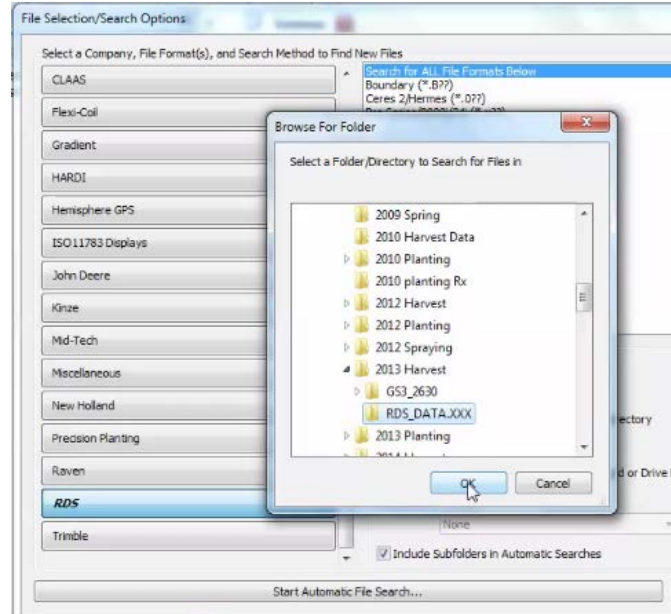 File Selection/Search Options
Select a Company, File Format(s), and Search Method to Find New Files
CLAAS
Flexi-Coil
Gradient
HARDI
Hemisphere GPS
ISO11783 Displays
John Deere
Kinze
Mid-Tech
Miscellaneous
New Holland
Precision Planting
Raven
RDS
Trimble
Search for ALL File Formats Below
Boundary (*.B??)
Ceres 2/Hermes (*.0??)
Browse For Folder
Select a Folder/Directory to Search for Files in
2009 Spring
2010 Harvest Data
2010 Planting
2010 planting Rx
2012 Harvest
2012 Planting
2012 Spraying
2013 Harvest
GS3_2630
RDS_DATA.XXX
2013 Planting
OK
Cancel
ectory
d or Drive
None
Include Subfolders in Automatic Searches
Start Automatic File Search...